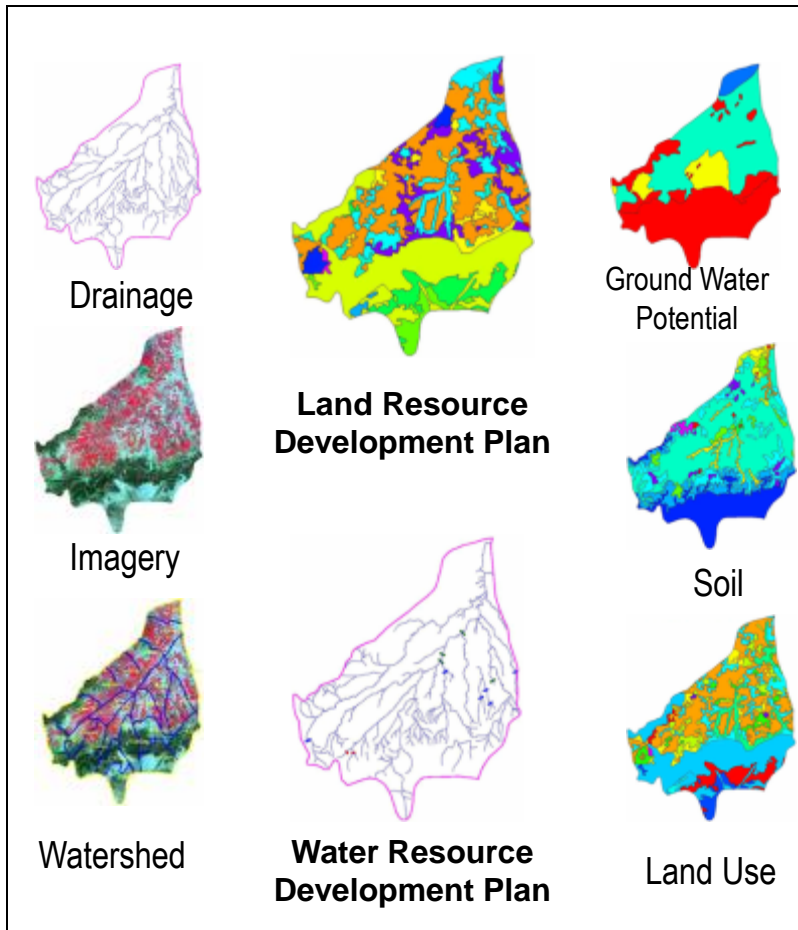 Drainage
Ground Water
Potential
Land Resource
Development Plan
Imagery
Soil
Watershed
Water Resource
Development Plan
Land Use